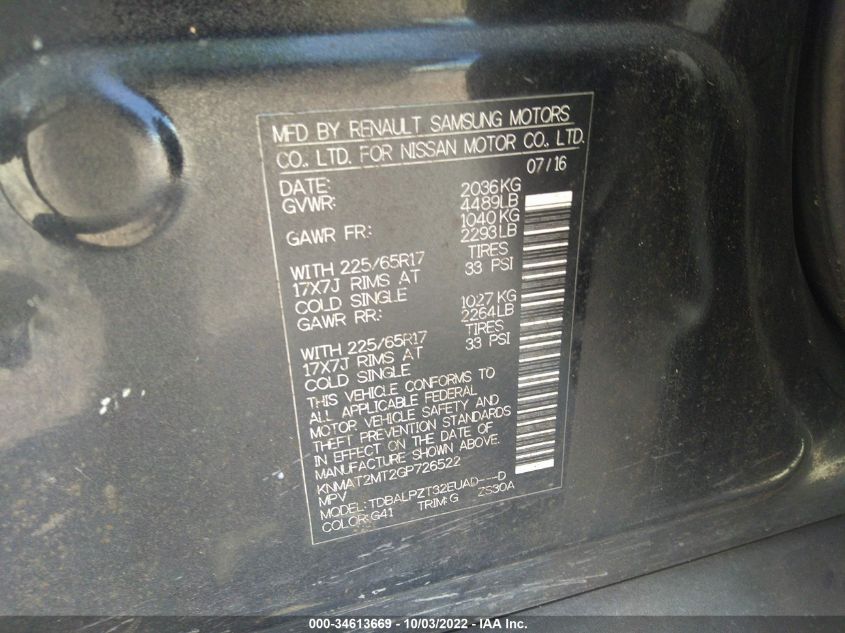 MFD BY RENAULT SAMSUNG MOTORS
CO., LTD. FOR NISSAN MOTOR CO., LTD.
07/16
DATE:
GVWR: 2036KG
4489LB
GAWR FR: 1040KG
2293LB
WITH 225/65R17 TIRES
17X7J RIMS AT 33 PSI
COLD SINGLE
GAWR RR: 1027KG
2264LB
WITH 225/65R17 TIRES
17X7J RIMS AT 33 PSI
COLD SINGLE
THIS VEHICLE CONFORMS TO
ALL APPLICABLE FEDERAL
MOTOR VEHICLE SAFETY AND
THEFT PREVENTION STANDARDS
IN EFFECT ON THE DATE OF
MANUFACTURE SHOWN ABOVE.
KNMAT2MT2GP726522
MPV
MODEL: TDBALPZT32EUAD---D
COLOR:G41 TRIM:G ZS30A
000-34613669 - 10/03/2022 - IAA Inc.